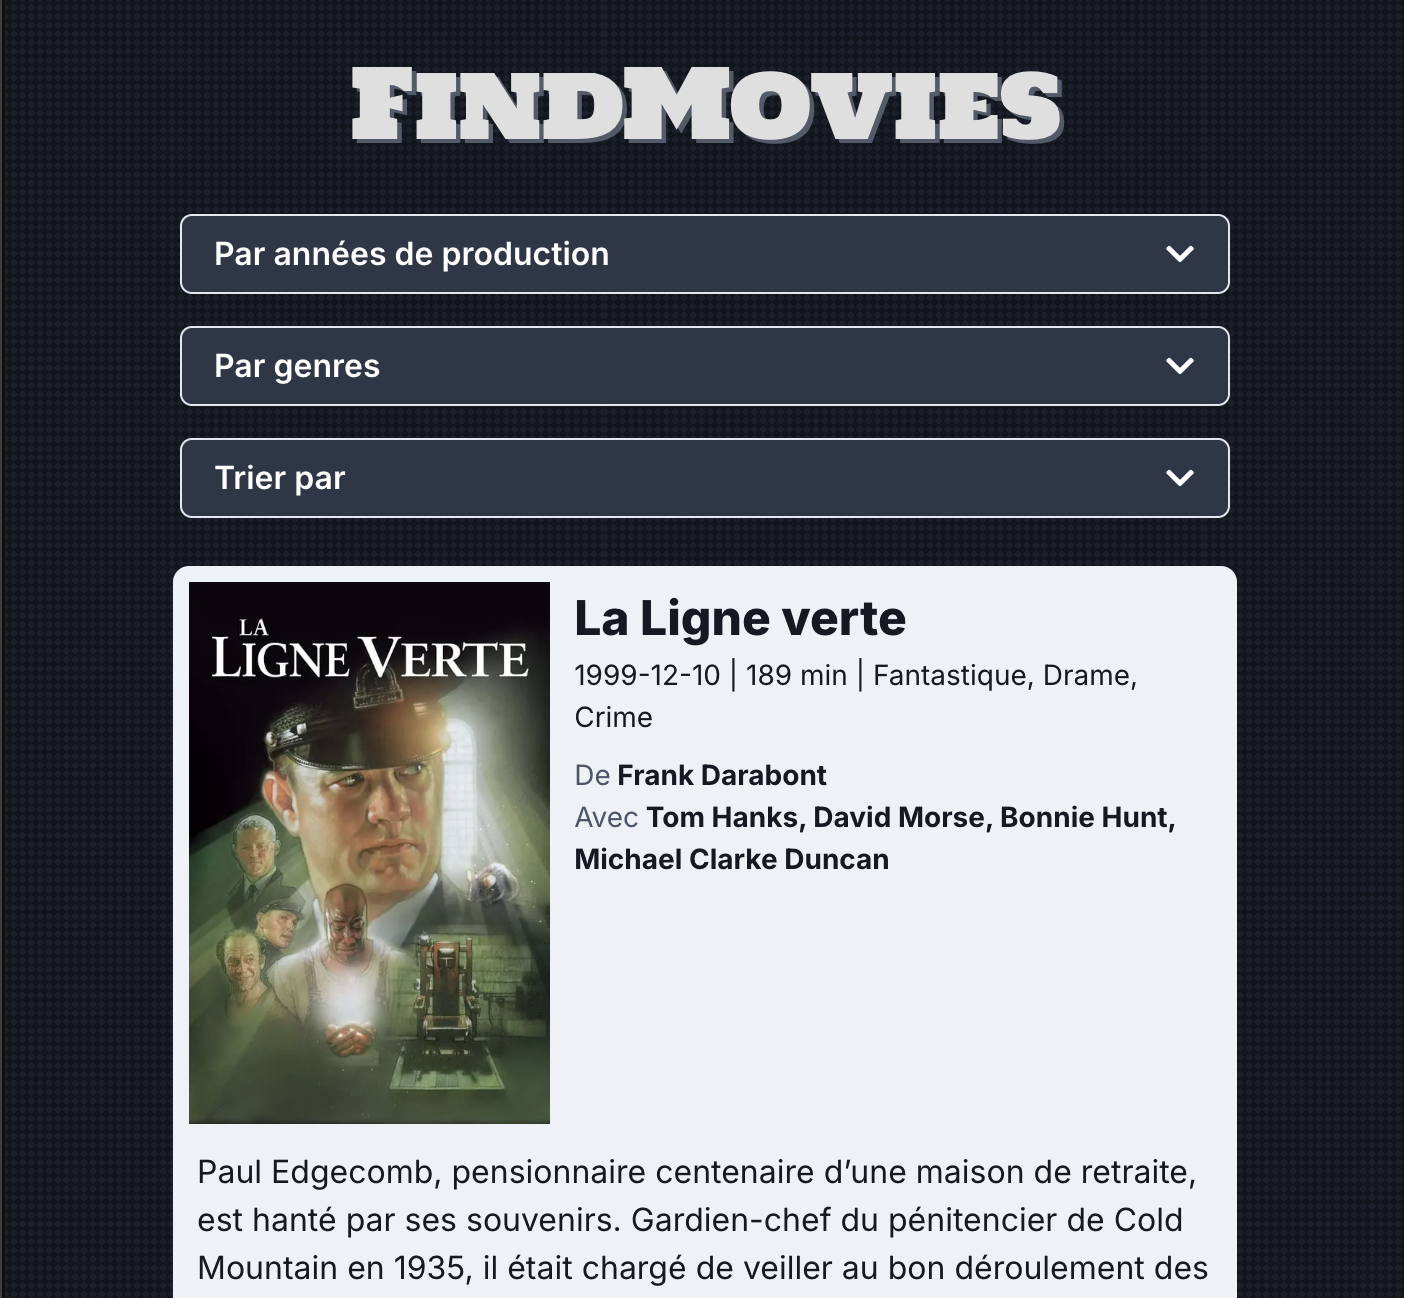 FINDMOVIES
Par années de production
Par genres
Trier par
LA
LIGNE VERTE
La Ligne verte
1999-12-10 | 189 min | Fantastique, Drame,
Crime
De Frank Darabont
Avec Tom Hanks, David Morse, Bonnie Hunt,
Michael Clarke Duncan
Paul Edgecomb, pensionnaire centenaire d’une maison de retraite,
est hanté par ses souvenirs. Gardien-chef du pénitencier de Cold
Mountain en 1935, il était chargé de veiller au bon déroulement des